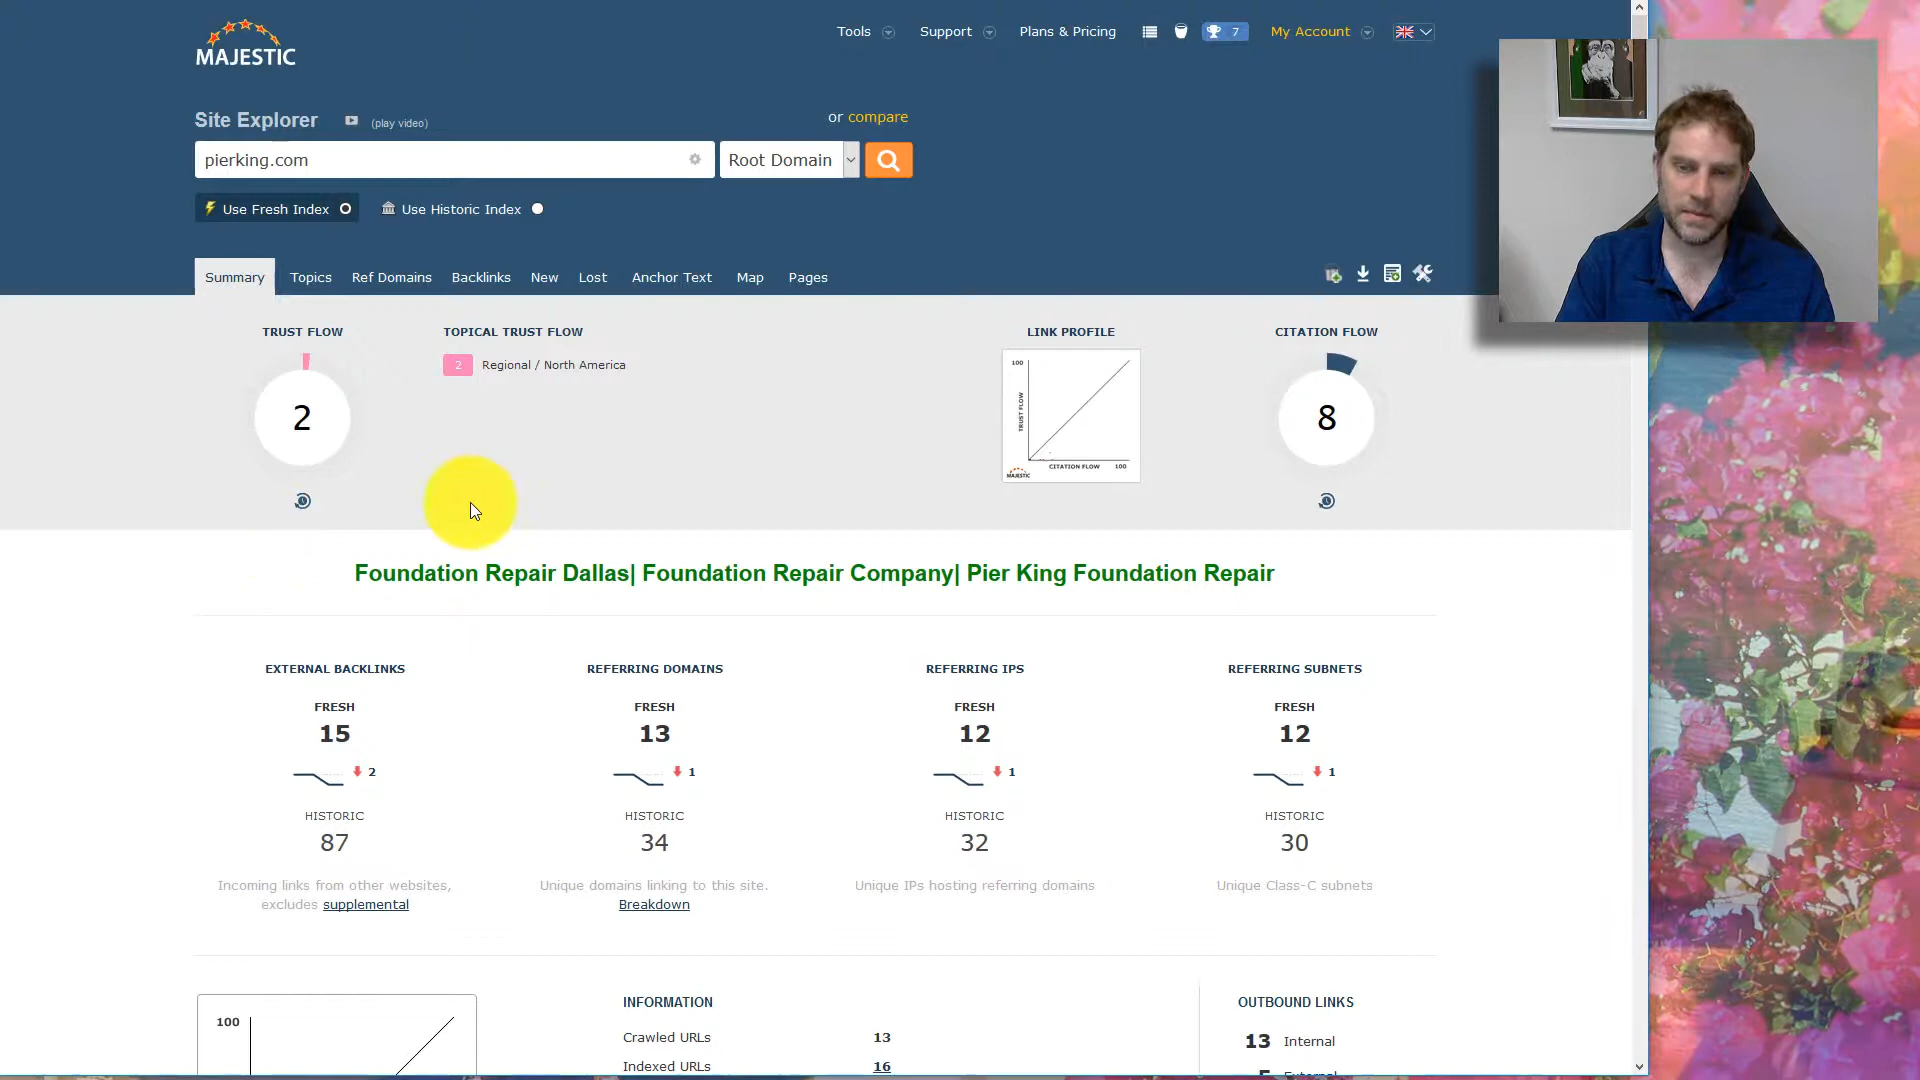 MAJESTIC
Tools
Support
Plans & Pricing
7
My Account
Site Explorer
(play video)
or compare
pierking.com
Root Domain
Use Fresh Index
Use Historic Index
Summary
Topics
Ref Domains
Backlinks
New
Lost
Anchor Text
Map
Pages
TRUST FLOW
TOPICAL TRUST FLOW
LINK PROFILE
CITATION FLOW
2
2 Regional / North America
100
TRUST FLOW
CITATION FLOW 100
MAJESTIC
8
Foundation Repair Dallas| Foundation Repair Company| Pier King Foundation Repair
EXTERNAL BACKLINKS
FRESH
15
2
HISTORIC
87
Incoming links from other websites,
excludes supplemental
REFERRING DOMAINS
FRESH
13
1
HISTORIC
34
Unique domains linking to this site.
Breakdown
REFERRING IPS
FRESH
12
1
HISTORIC
32
Unique IPs hosting referring domains
REFERRING SUBNETS
FRESH
12
1
HISTORIC
30
Unique Class-C subnets
100
INFORMATION
Crawled URLs 13
Indexed URLs 16
OUTBOUND LINKS
13 Internal
5 External